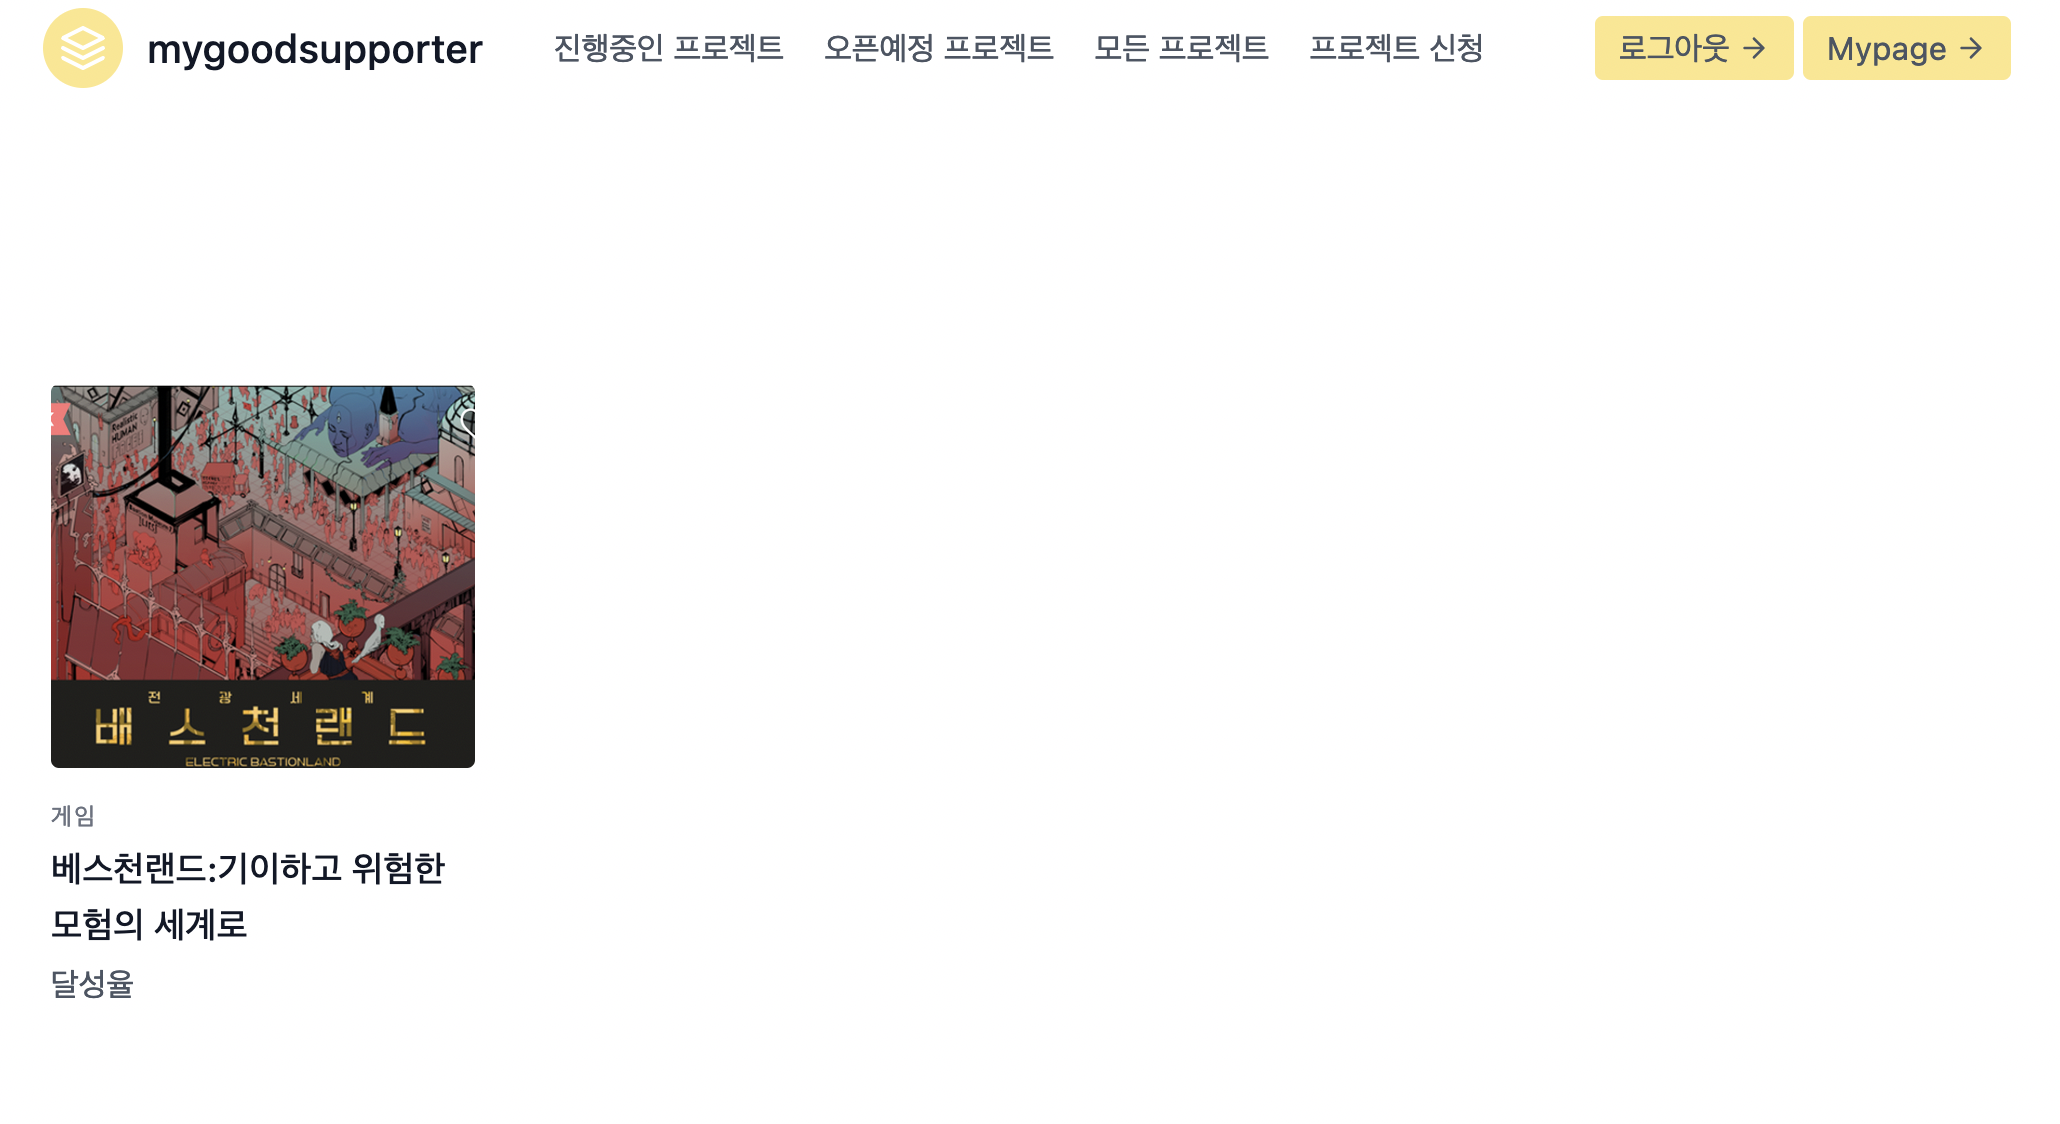 mygoodsupporter
진행중인 프로젝트
오픈예정 프로젝트
모든 프로젝트
프로젝트 신청
로그아웃 →
Mypage →
Realistic
HUMAN
전 광 세 계
배스천랜드
ELECTRIC BASTIONLAND
게임
베스천랜드:기이하고 위험한
모험의 세계로
달성율